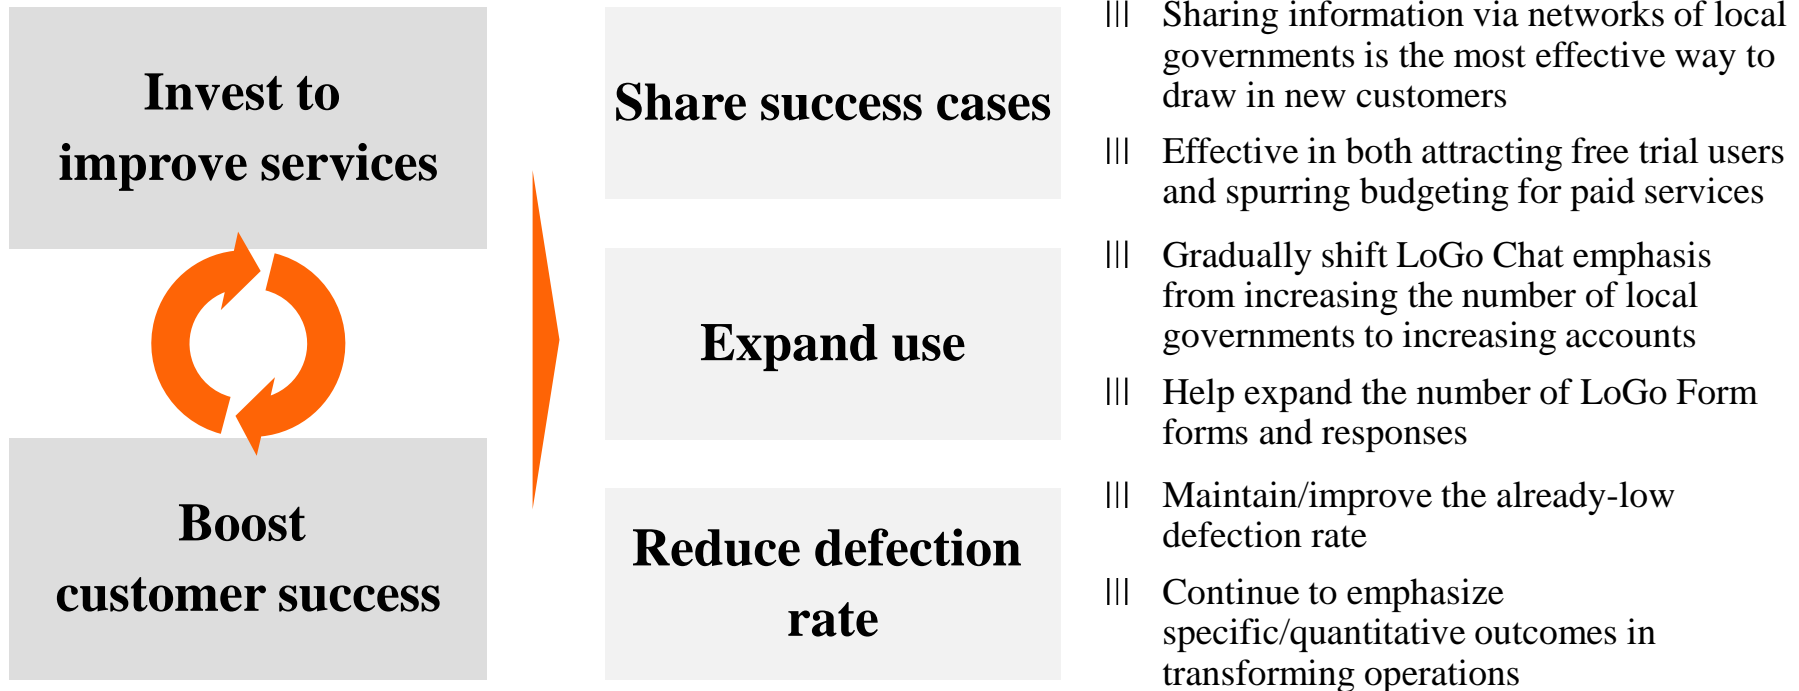 Invest to
improve services
Boost
customer success
Share success cases
Expand use
Reduce defection
rate
Sharing information via networks of local
governments is the most effective way to
draw in new customers
Effective in both attracting free trial users
and spurring budgeting for paid services
Gradually shift LoGo Chat emphasis
from increasing the number of local
governments to increasing accounts
Help expand the number of LoGo Form
forms and responses
Maintain/improve the already-low
defection rate
Continue to emphasize
specific/quantitative outcomes in
transforming operations